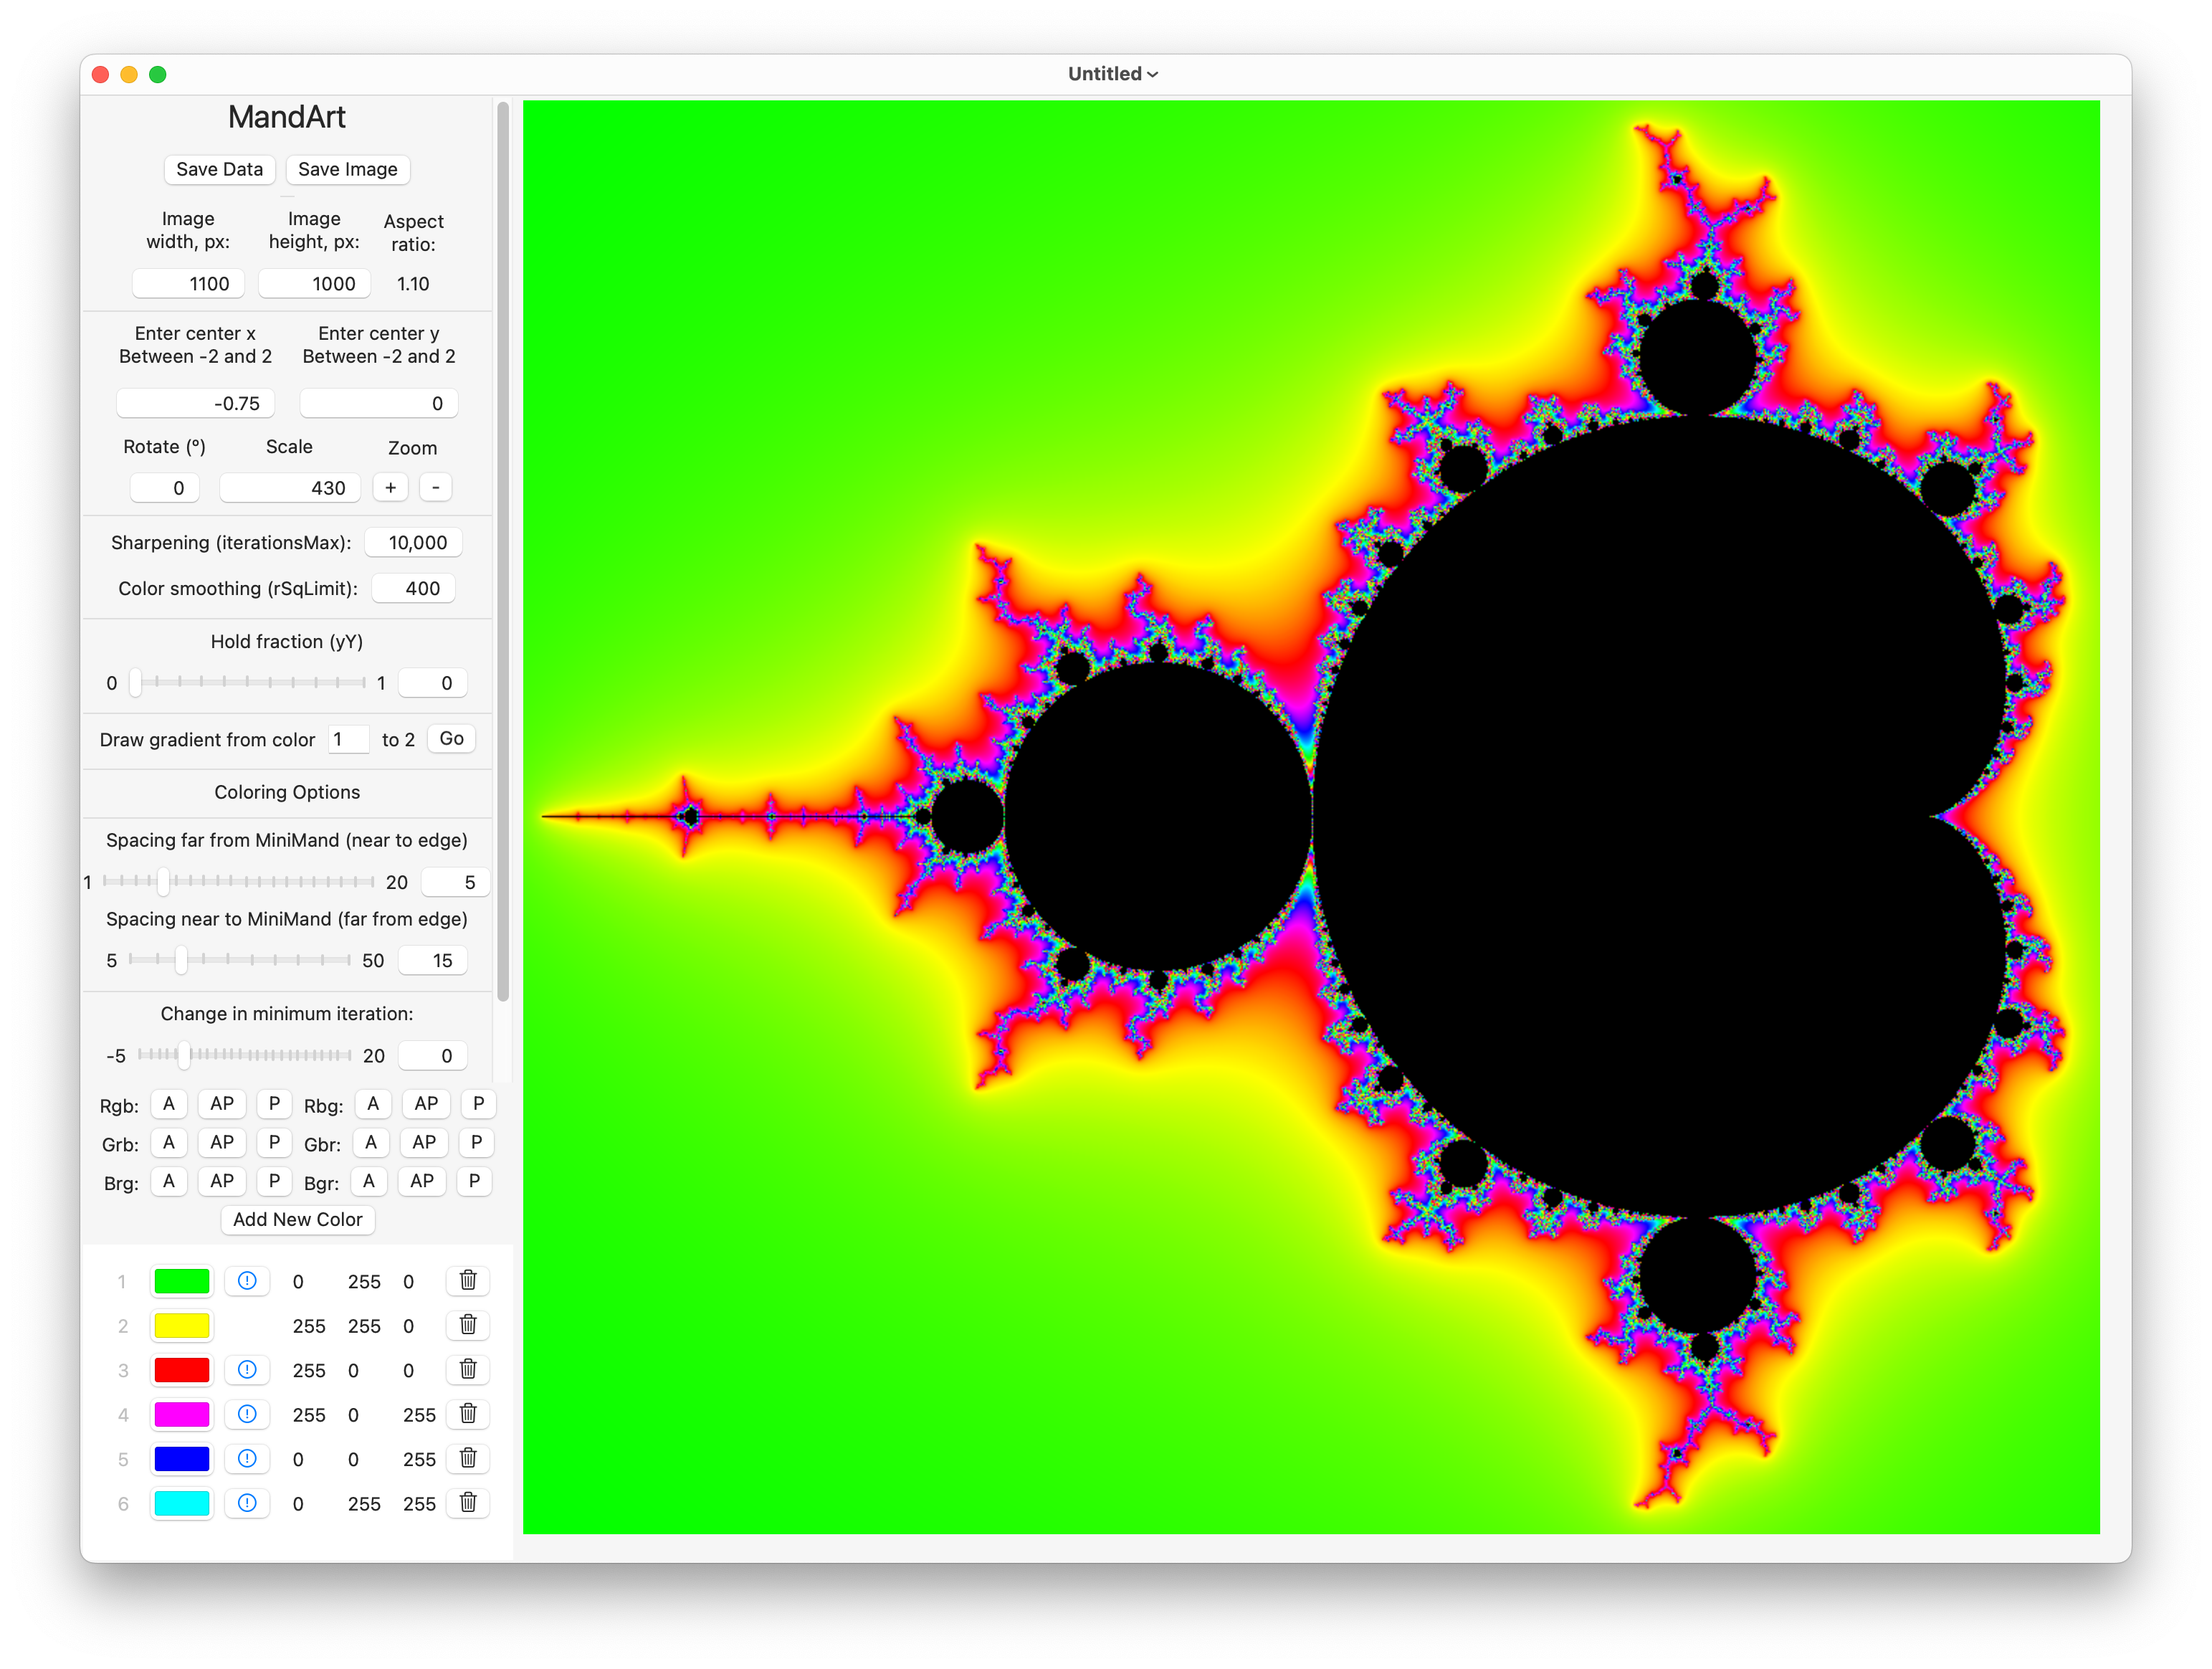 Untitled
MandArt
Save Data Save Image
Image Image Aspect
width, px: height, px: ratio:
1100 1000 1.10
Enter center x Enter center y
Between -2 and 2 Between -2 and 2
-0.75 0
Rotate (º) Scale Zoom
0 430 + -
Sharpening (iterationsMax): 10,000
Color smoothing (rSqLimit): 400
Hold fraction (yY)
0 1 0
Draw gradient from color 1 to 2 Go
Coloring Options
Spacing far from MiniMand (near to edge)
1 20 5
Spacing near to MiniMand (far from edge)
5 50 15
Change in minimum iteration:
-5 20 0
Rgb: A AP P Rbg: A AP P
Grb: A AP P Gbr: A AP P
Brg: A AP P Bgr: A AP P
Add New Color
1 0 255 0
2 255 255 0
3 255 0 0
4 255 0 255
5 0 0 255
6 0 255 255